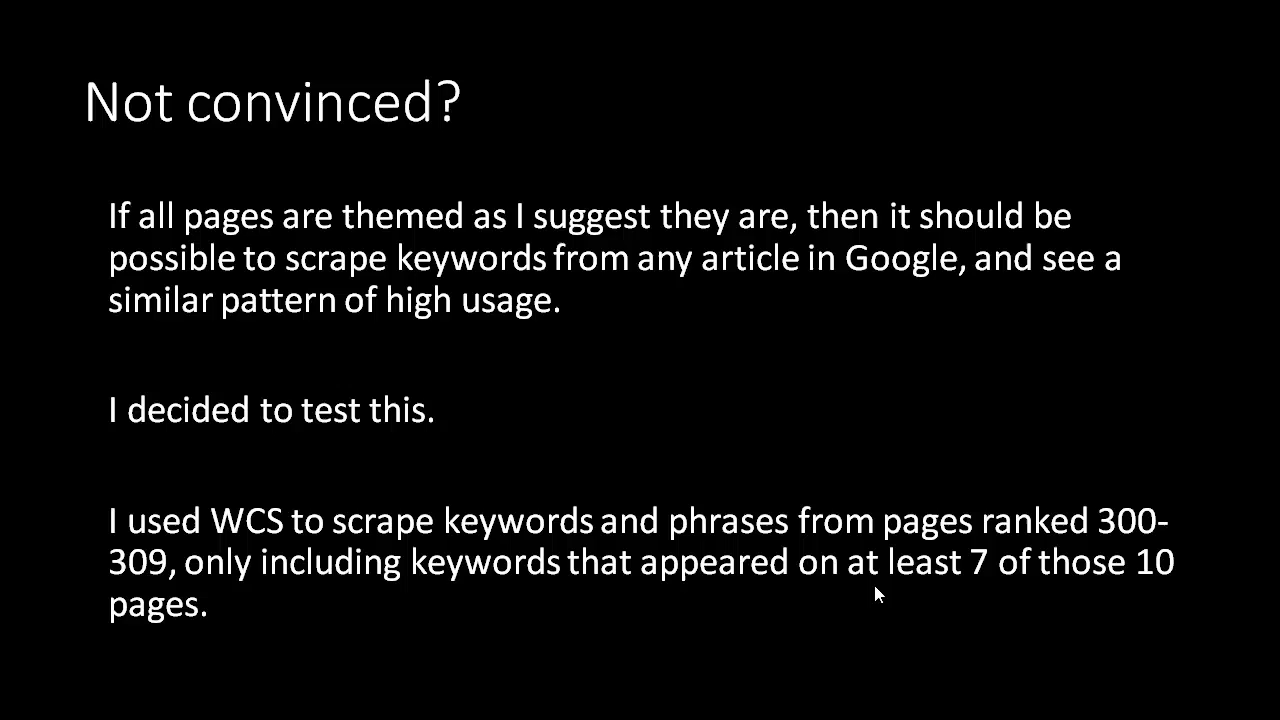 Not convinced?
If all pages are themed as I suggest they are, then it should be
possible to scrape keywords from any article in Google, and see a
similar pattern of high usage.
I decided to test this.
I used WCS to scrape keywords and phrases from pages ranked 300-
309, only including keywords that appeared on at least 7 of those 10
pages.